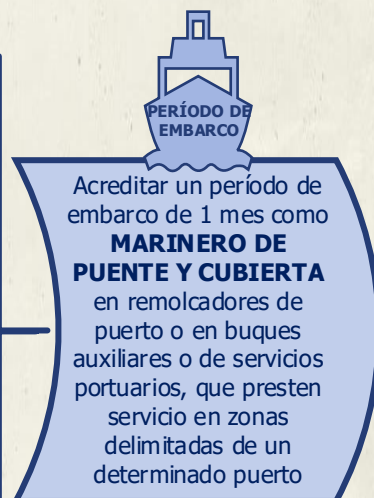 PERÍODO DE
EMBARCO
Acreditar un período de
embarco de 1 mes como
MARINERO DE
PUENTE Y CUBIERTA
en remolcadores de
puerto o en buques
auxiliares o de servicios
portuarios, que presten
servicio en zonas
delimitadas de un
determinado puerto